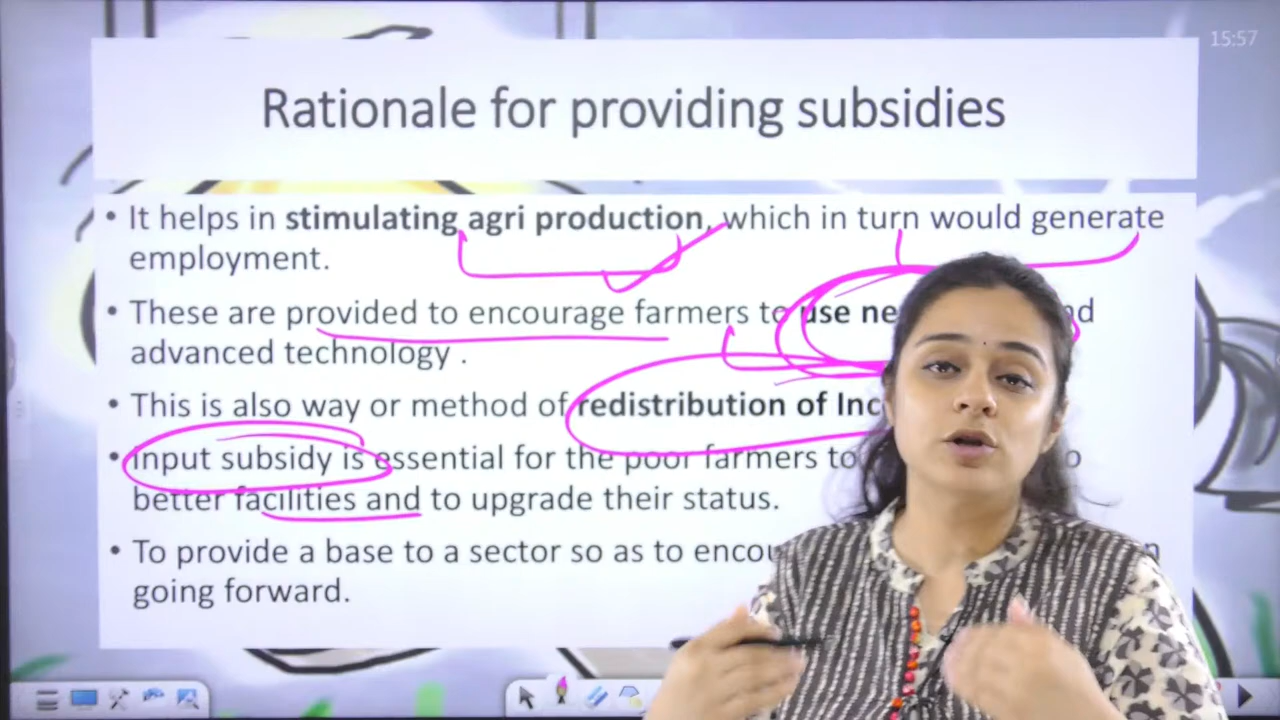 15:57
Rationale for providing subsidies
• It helps in stimulating agri production, which in turn would generate
employment.
• These are provided to encourage farmers to use
advanced technology .
• This is also way or method of redistribution of
• Input subsidy is essential for the poor farmers to
better facilities and to upgrade their status.
• To provide a base to a sector so as to
going forward.